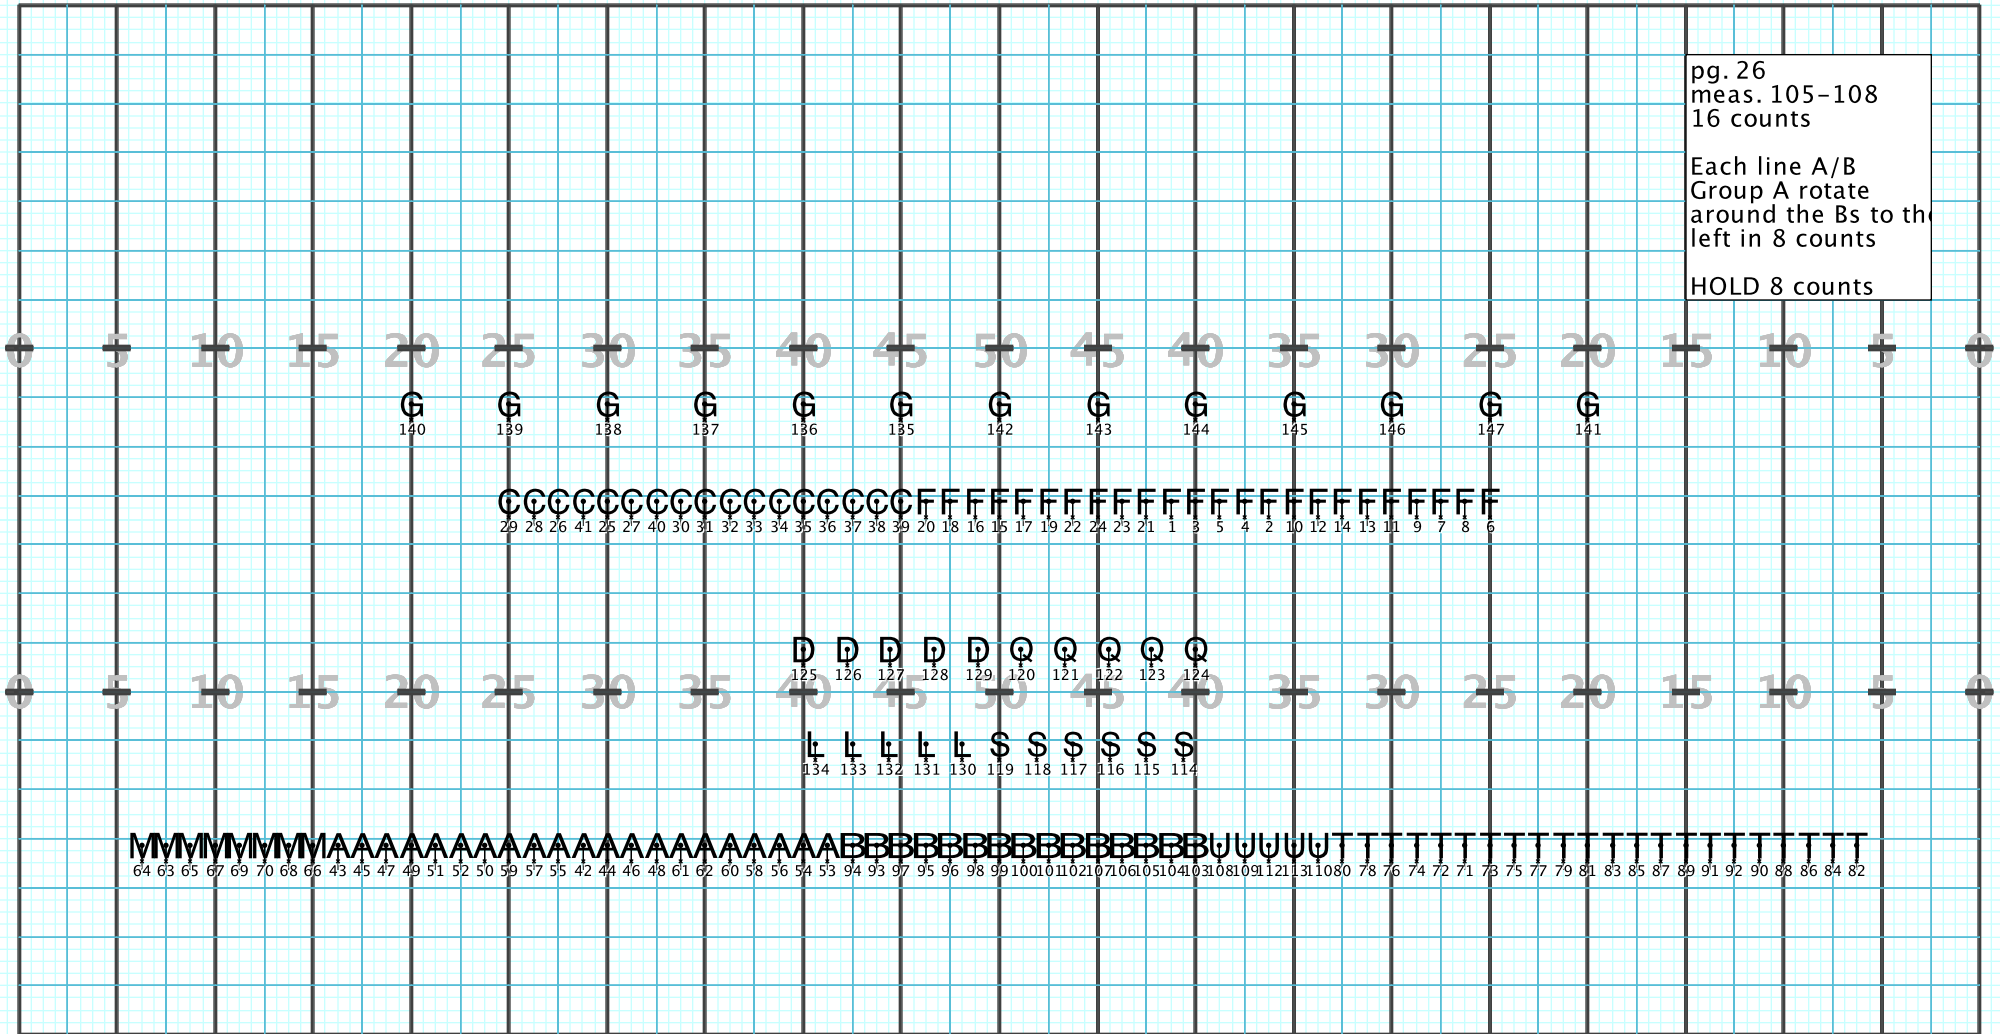 pg. 26
meas. 105-108
16 counts
Each line A/B
Group A rotate
around the Bs to the
left in 8 counts
HOLD 8 counts
0 5 10 15 20 25 30 35 40 45 50 45 40 35 30 25 20 15 10 5 0
G G G G G G G G G G G G G
140 139 138 137 136 135 142 143 144 145 146 147 141
C C C C C C C C C C C C C C C C C F F F F F F F F F F F F F F F F F F F F F F F F
29 28 26 41 25 27 40 30 31 32 33 34 35 36 37 38 39 20 18 16 15 17 19 22 24 23 21 1 3 5 4 2 10 12 14 13 11 9 7 8 6
D D D D D Q Q Q Q Q
125 126 127 128 129 120 121 122 123 124
0 5 10 15 20 25 30 35 40 45 50 45 40 35 30 25 20 15 10 5 0
L L L L L S S S S S S
134 133 132 131 130 119 118 117 116 115 114
M M M M M M M M A A A A A A A A A A A A A A A A A A A A A B B B B B B B B B B B B B B B U U U U U T T T T T T T T T T T T T T T T T T T T T T
64 63 65 67 69 70 68 66 43 45 47 49 51 52 50 59 57 55 42 44 46 48 61 62 60 58 56 54 53 94 93 97 95 96 98 99 100 101 102 107 106 105 104 103 108 109 112 113 110 80 78 76 74 72 71 73 75 77 79 81 83 85 87 89 91 92 90 88 86 84 82